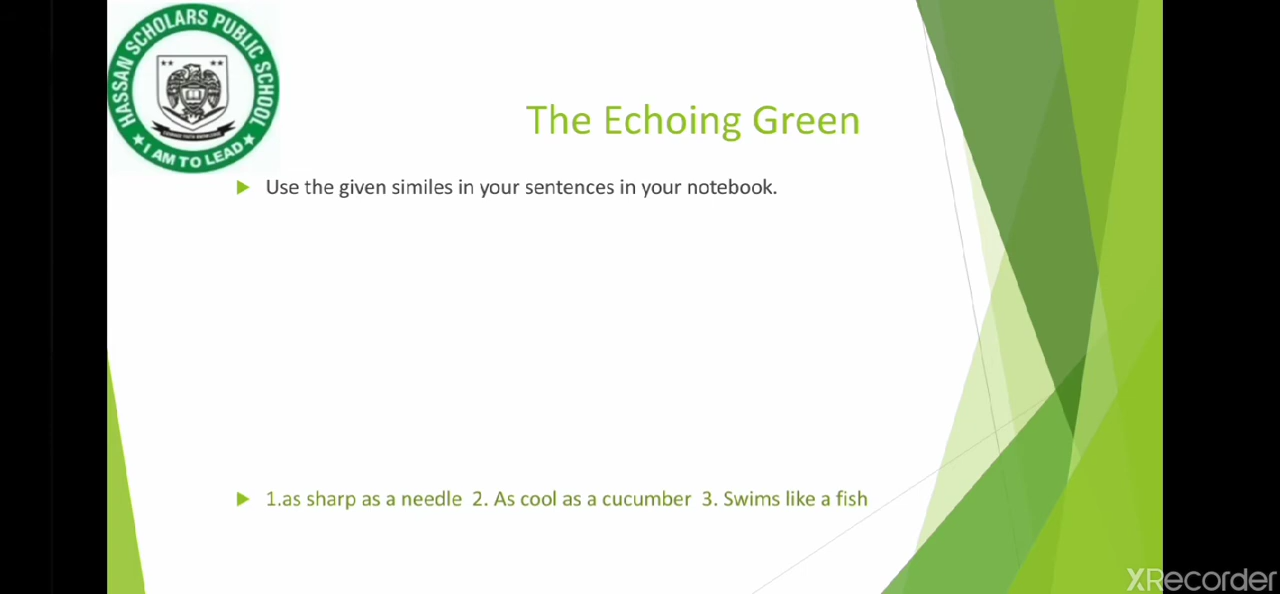 HASSAN SCHOLARS PUBLIC SCHOOL
I AM TO LEAD
The Echoing Green
Use the given similes in your sentences in your notebook.
1.as sharp as a needle 2. As cool as a cucumber 3. Swims like a fish
XRecorder